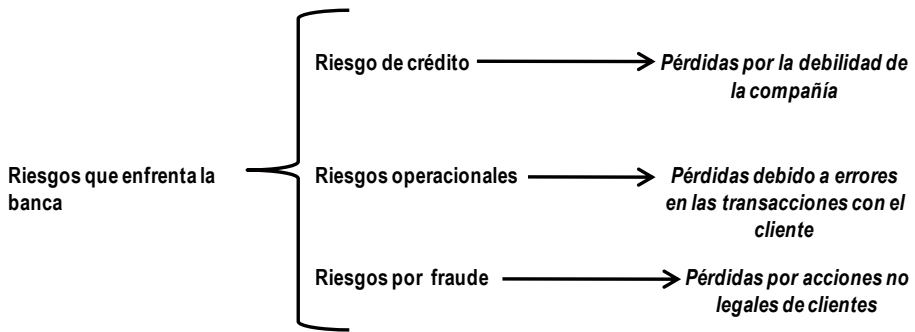 Riesgo de crédito
Pérdidas por la debilidad de
la compañía
Riesgos que enfrenta la
banca
Riesgos operacionales
Pérdidas debido a errores
en las transacciones con el
cliente
Riesgos por fraude
Pérdidas por acciones no
legales de clientes